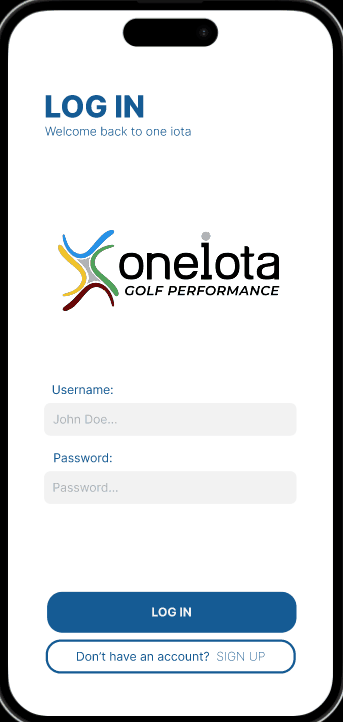 LOG IN
Welcome back to one iota
oneiota
GOLF PERFORMANCE
Username:
John Doe...
Password:
Password...
LOG IN
Don't have an account? SIGN UP